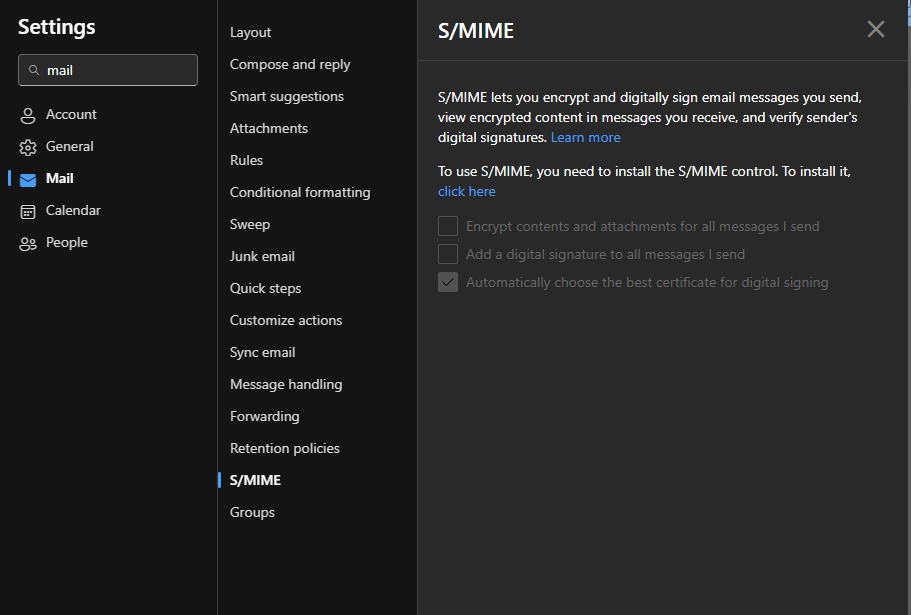 Settings
mail
Account
General
Mail
Calendar
People
Layout
Compose and reply
Smart suggestions
Attachments
Rules
Conditional formatting
Sweep
Junk email
Quick steps
Customize actions
Sync email
Message handling
Forwarding
Retention policies
S/MIME
Groups
S/MIME
S/MIME lets you encrypt and digitally sign email messages you send,
view encrypted content in messages you receive, and verify sender's
digital signatures. Learn more
To use S/MIME, you need to install the S/MIME control. To install it,
click here
Encrypt contents and attachments for all messages I send
Add a digital signature to all messages I send
Automatically choose the best certificate for digital signing